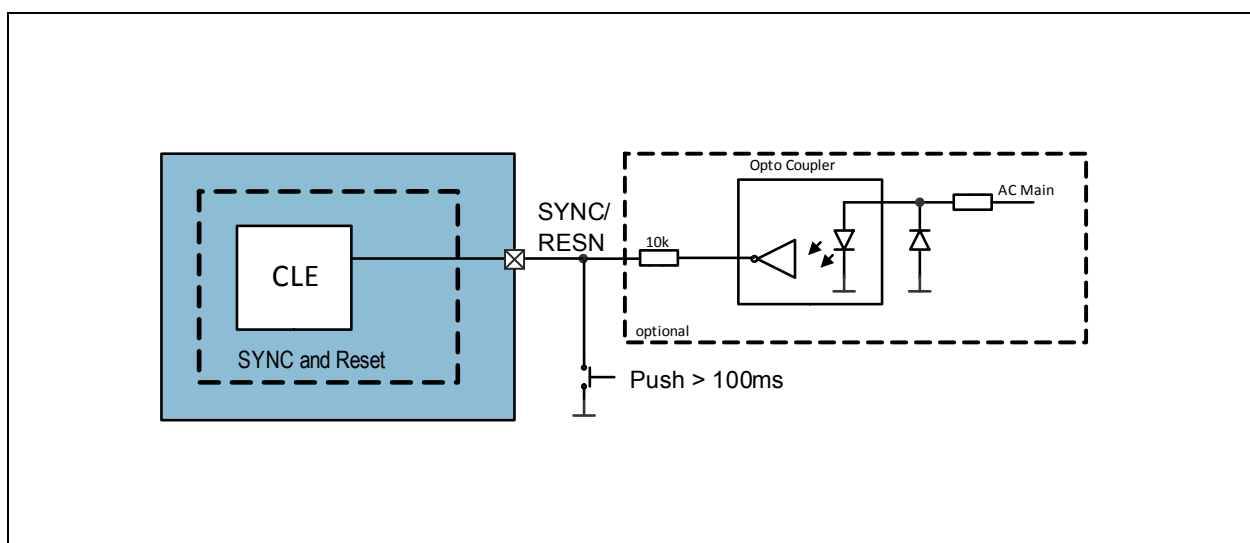 Opto Coupler
AC Main
SYNC/
RESN
10k
CLE
optional
SYNC and Reset
Push > 100ms